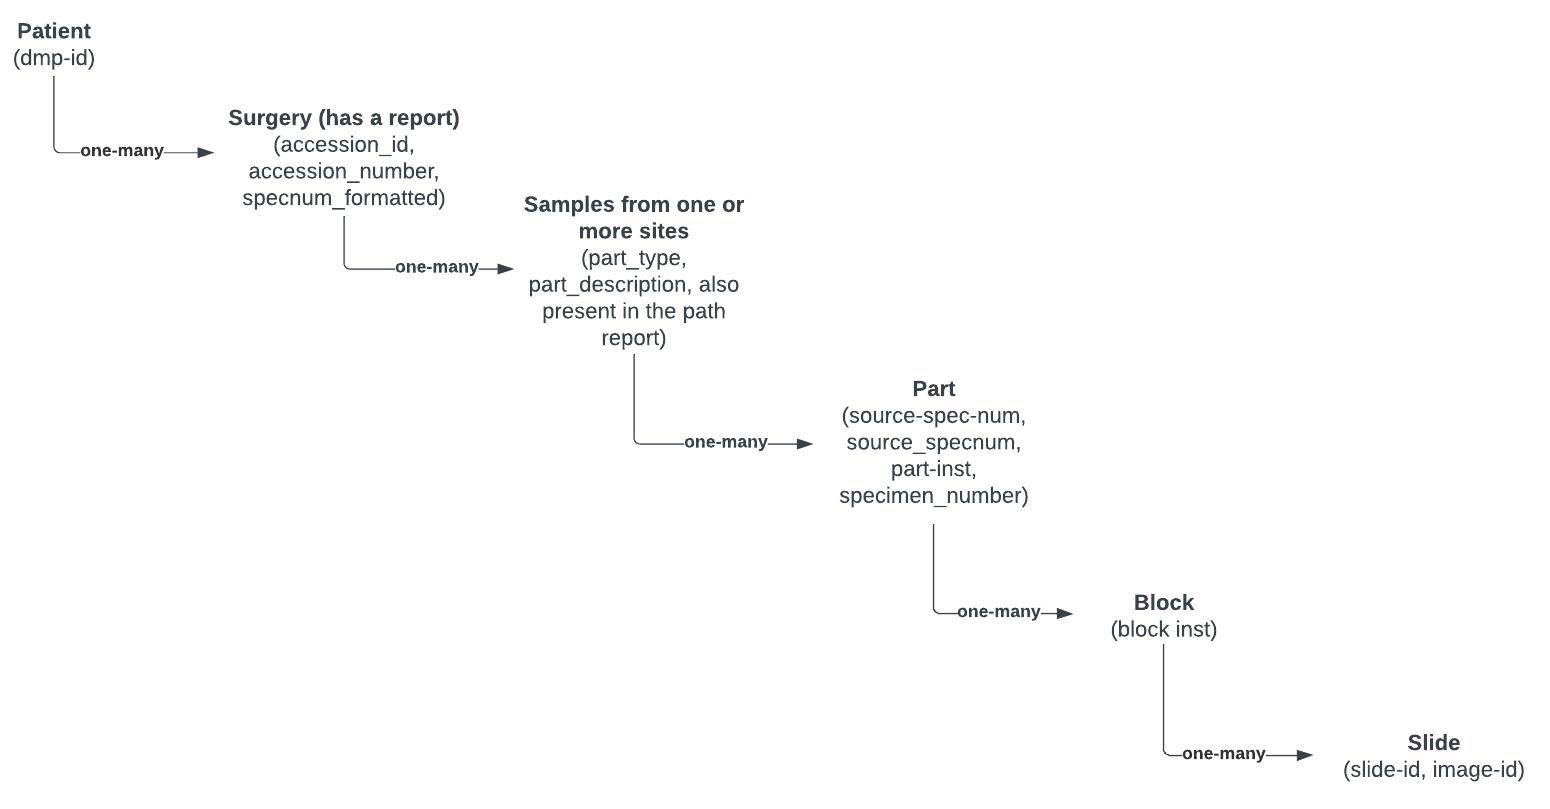 Patient
(dmp-id)
one-many
Surgery (has a report)
(accession_id,
accession_number,
specnum_formatted)
one-many
Samples from one or
more sites
(part_type,
part_description, also
present in the path
report)
one-many
Part
(source-spec-num,
source_specnum,
part-inst,
specimen_number)
one-many
Block
(block inst)
one-many
Slide
(slide-id, image-id)